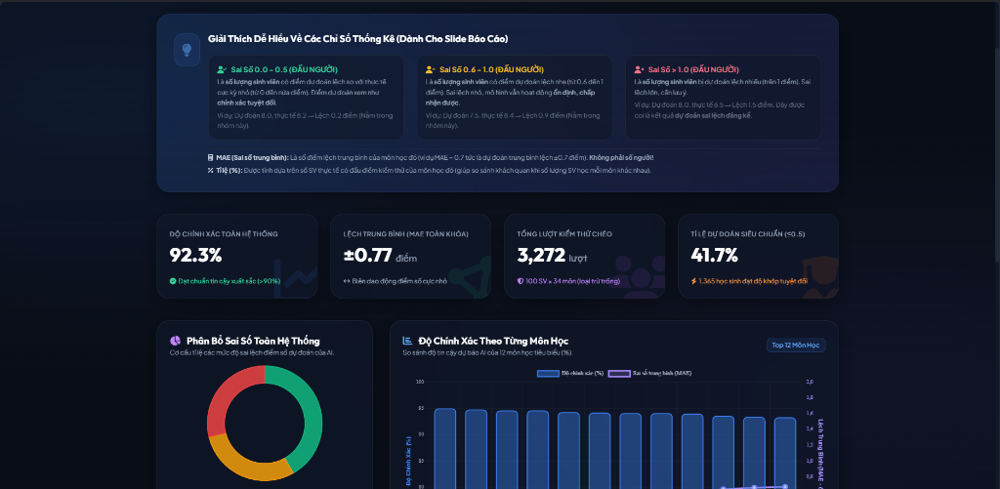 Giải Thích Dễ Hiểu Về Các Chỉ Số Thống Kê (Dành Cho Slide Báo Cáo)
Sai Số 0.0 - 0.5 (ĐẦU NGƯỜI)
Là số lượng sinh viên có điểm dự đoán lệch so với thực tế
cực kỳ nhỏ (từ 0 đến nửa điểm). Điểm dự đoán xem như
chính xác tuyệt đối.
Ví dụ: Dự đoán 8.0, thực tế 8.2 → Lệch 0.2 điểm (Nằm trong
nhóm này).
Sai Số 0.6 - 1.0 (ĐẦU NGƯỜI)
Là số lượng sinh viên có điểm dự đoán lệch nhẹ (từ 0.6 đến 1
điểm). Sai lệch nhỏ, mô hình vẫn hoạt động ổn định, chấp
nhận được.
Ví dụ: Dự đoán 7.5, thực tế 8.4 → Lệch 0.9 điểm (Nằm trong
nhóm này).
Sai Số > 1.0 (ĐẦU NGƯỜI)
Là số lượng sinh viên bị dự đoán lệch nhiều (trên 1 điểm). Sai
lệch lớn, cần lưu ý.
Ví dụ: Dự đoán 8.0, thực tế 6.5 → Lệch 1.5 điểm. Đây được
coi là kết quả dự đoán sai lệch đáng kể.
MAE (Sai số trung bình): Là số điểm lệch trung bình của môn học đó (ví dụ MAE = 0.7 tức là dự đoán trung bình lệch ±0.7 điểm). Không phải số người!
Tỉ lệ (%): Được tính dựa trên số SV thực tế có dấu điểm kiểm thử của môn học đó (giúp so sánh khách quan khi số lượng SV học mỗi môn khác nhau).
ĐỘ CHÍNH XÁC TOÀN HỆ THỐNG
92.3%
Đạt chuẩn tin cậy xuất sắc (>90%)
LỆCH TRUNG BÌNH (MAE TOÀN KHÓA)
±0.77 điểm
Biên dao động điểm số cực nhỏ
TỔNG LƯỢT KIỂM THỬ CHÉO
3,272 lượt
100 SV × 34 môn (loại trừ trống)
TỈ LỆ DỰ ĐOÁN SIÊU CHUẨN (≤0.5)
41.7%
1,365 học sinh đạt độ khớp tuyệt đối
Phân Bổ Sai Số Toàn Hệ Thống
Cơ cấu tỉ lệ các mức độ sai lệch điểm số dự đoán của AI.
Độ Chính Xác Theo Từng Môn Học
So sánh độ tin cậy dự báo AI của 12 môn học tiêu biểu (%).
Top 12 Môn Học
Độ chính xác (%)
Sai số trung bình (MAE)
100
95
90
85
80
Độ Chính Xác (%)
2,0
1,8
1,6
1,4
1,2
1,0
0,8
Lệch Trung Bình (MAE